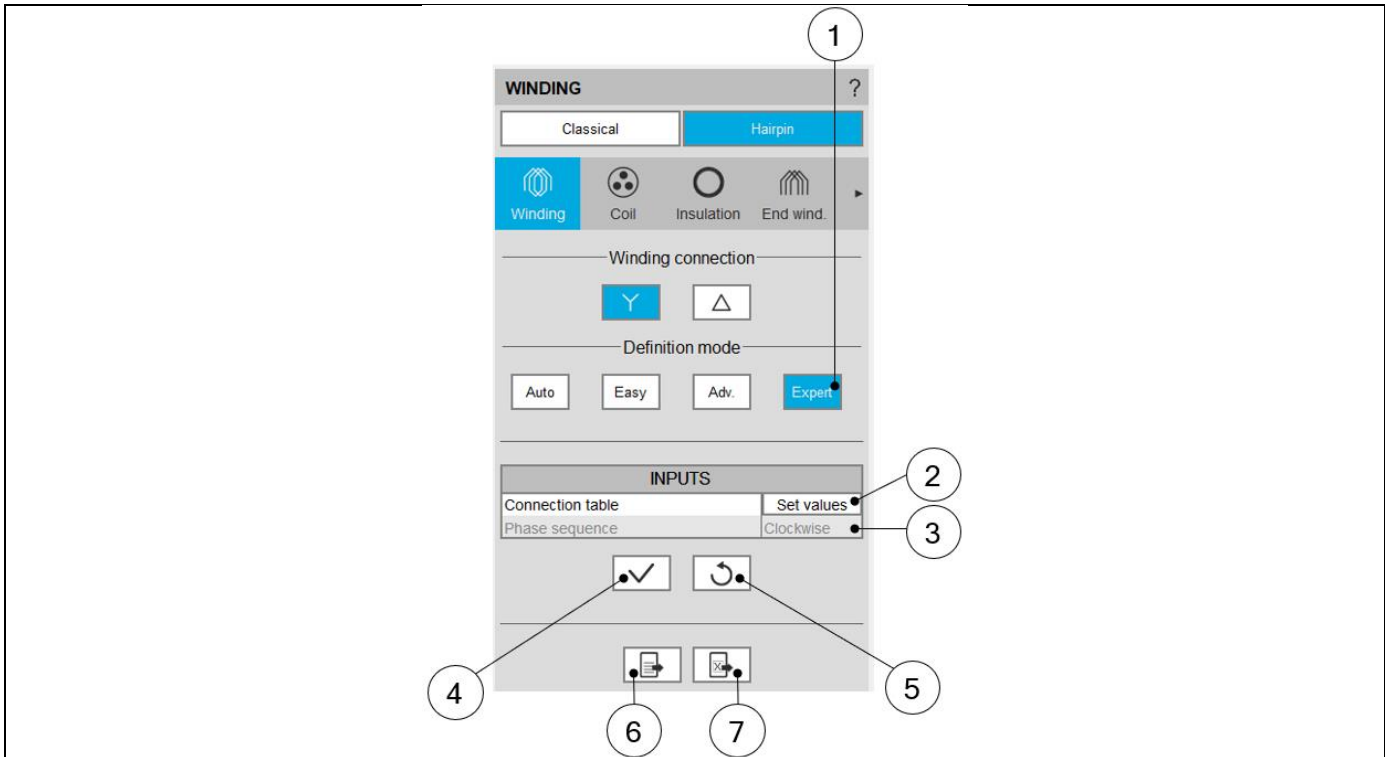 1
WINDING ?
Classical Hairpin
Winding Coil Insulation End wind.
Winding connection
Y △
Definition mode
Auto Easy Adv. Expert
INPUTS
Connection table Set values
2
Phase sequence Clockwise
3
4
5
6
7